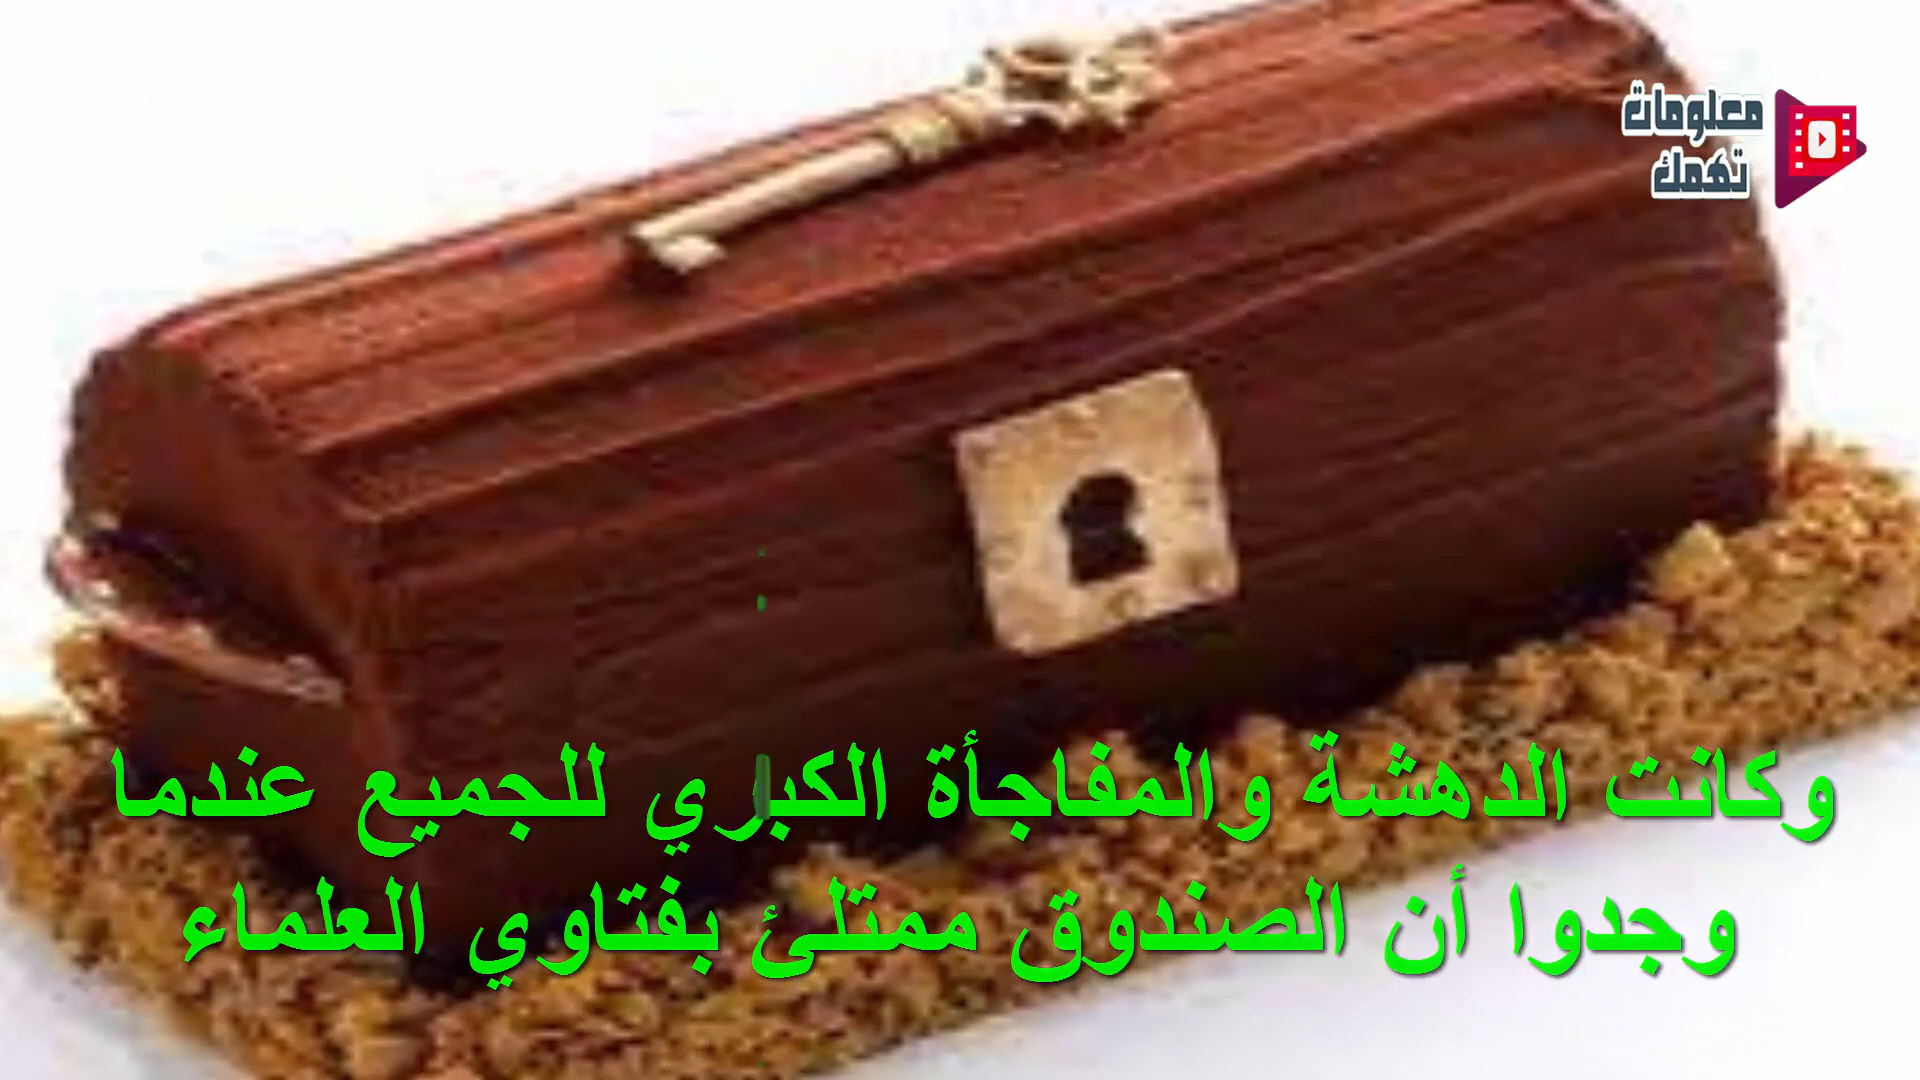 معلومات
تهمك
وكانت الدهشة والمفاجأة الكبري للجميع عندما
وجدوا أن الصندوق ممتلئ بفتاوي العلماء